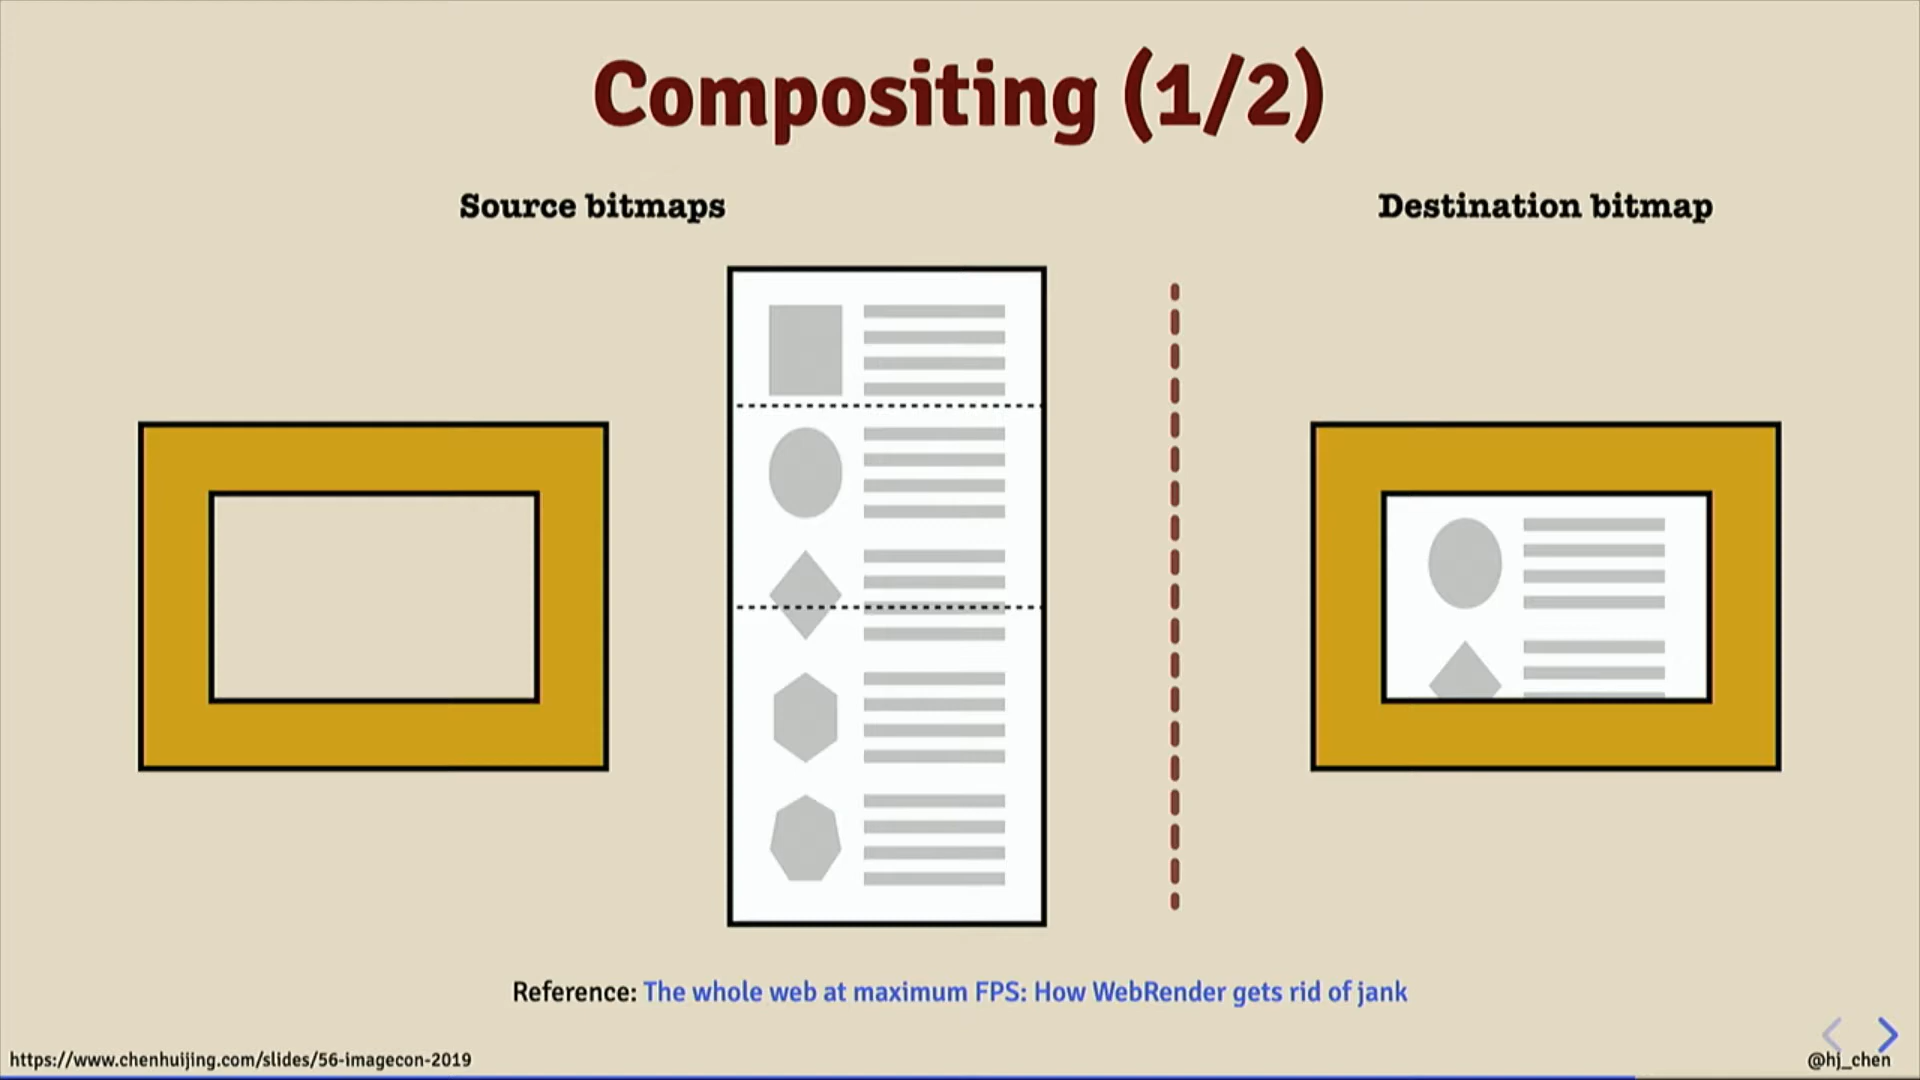 Compositing (1/2)
Source bitmaps
Destination bitmap
Reference: The whole web at maximum FPS: How WebRender gets rid of jank
https://www.chenhuijing.com/slides/56-imagecon-2019
@hj_chen